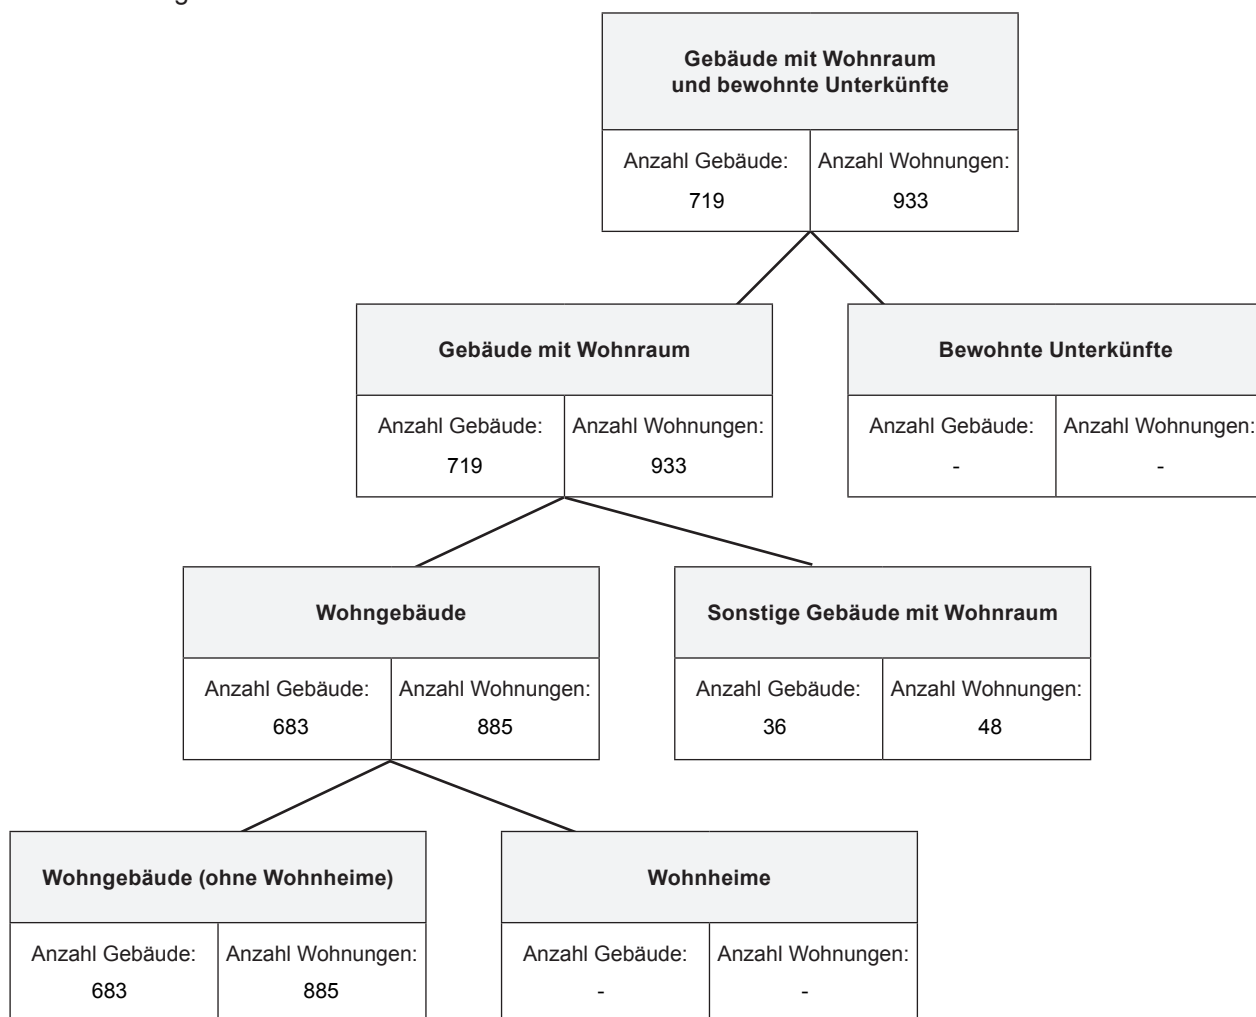 Gebäude mit Wohnraum
und bewohnte Unterkünfte
Anzahl Gebäude: Anzahl Wohnungen:
719 933
Gebäude mit Wohnraum
Anzahl Gebäude: Anzahl Wohnungen:
719 933
Bewohnte Unterkünfte
Anzahl Gebäude: Anzahl Wohnungen:
- -
Wohngebäude
Anzahl Gebäude: Anzahl Wohnungen:
683 885
Sonstige Gebäude mit Wohnraum
Anzahl Gebäude: Anzahl Wohnungen:
36 48
Wohngebäude (ohne Wohnheime)
Anzahl Gebäude: Anzahl Wohnungen:
683 885
Wohnheime
Anzahl Gebäude: Anzahl Wohnungen:
- -